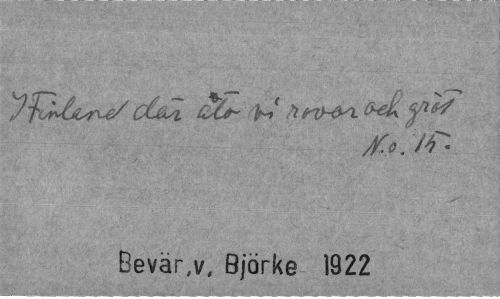 I Finland där åto vi rovor och gröt
N.o. 15.
Bevär,v. Björke 1922